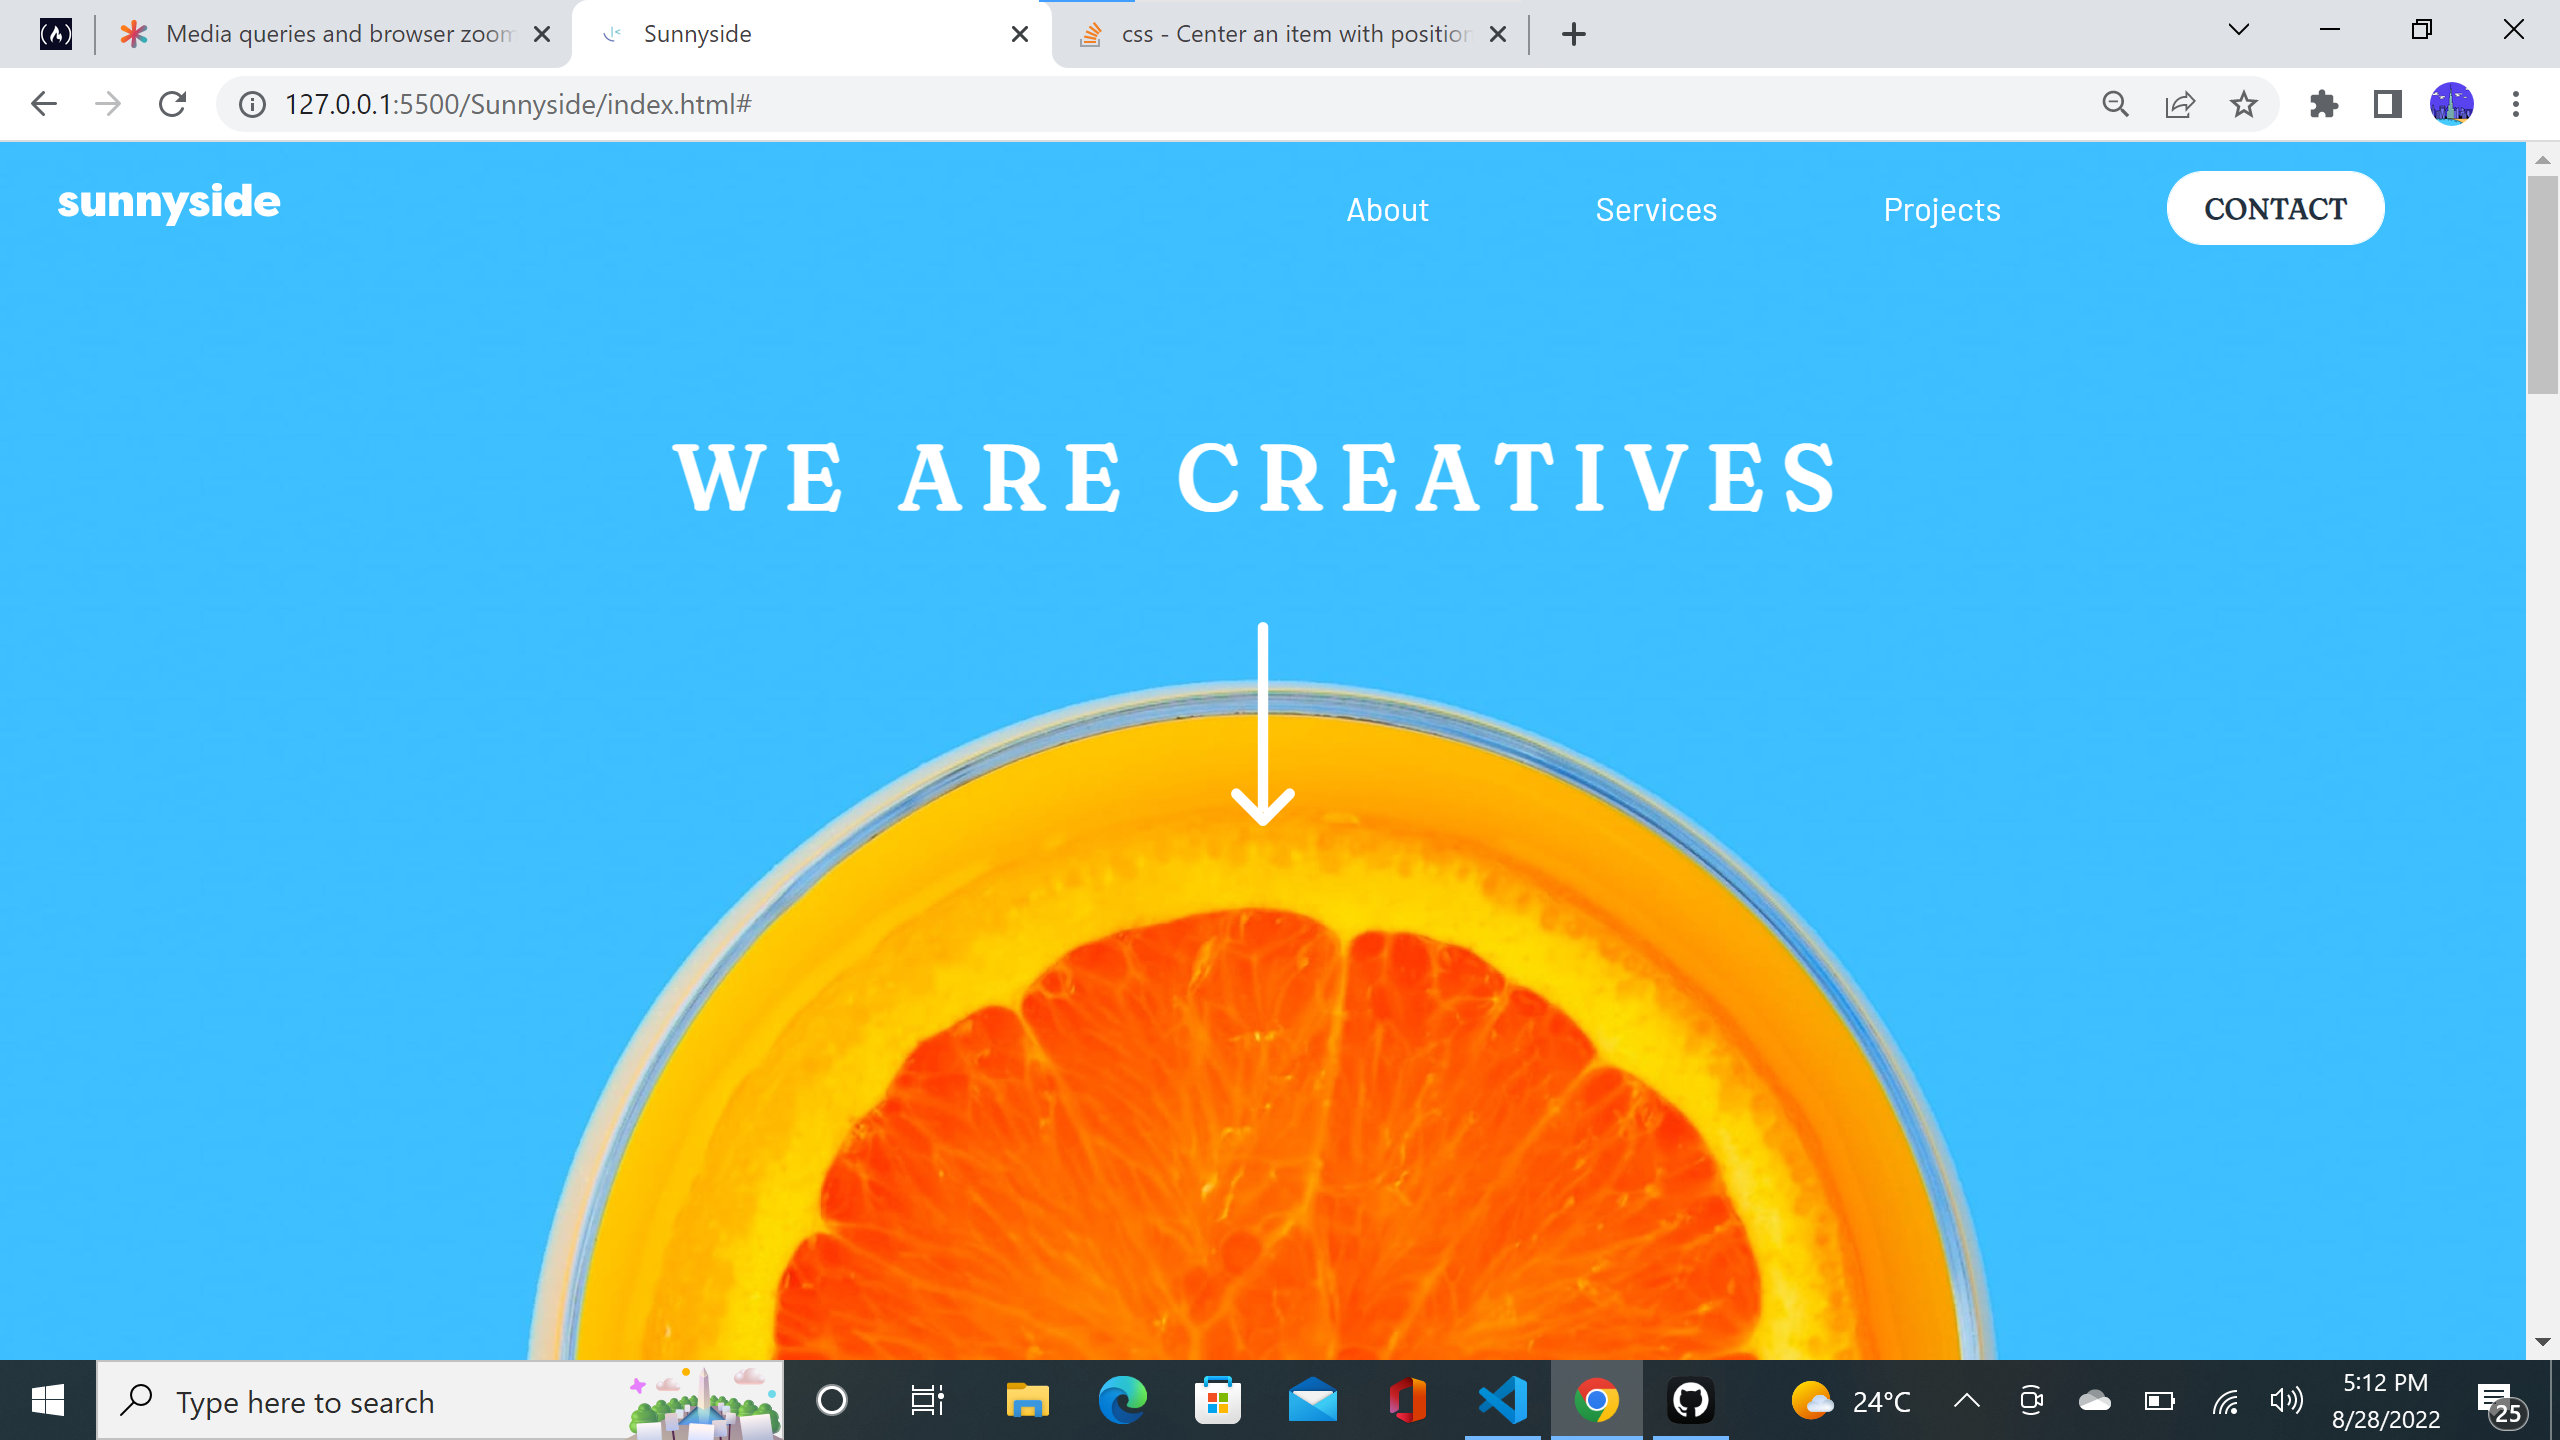 Media queries and browser zoom
Sunnyside
css - Center an item with position
127.0.0.1:5500/Sunnyside/index.html#
sunnyside
About
Services
Projects
CONTACT
WE ARE CREATIVES
Type here to search
24°C
5:12 PM
8/28/2022
25